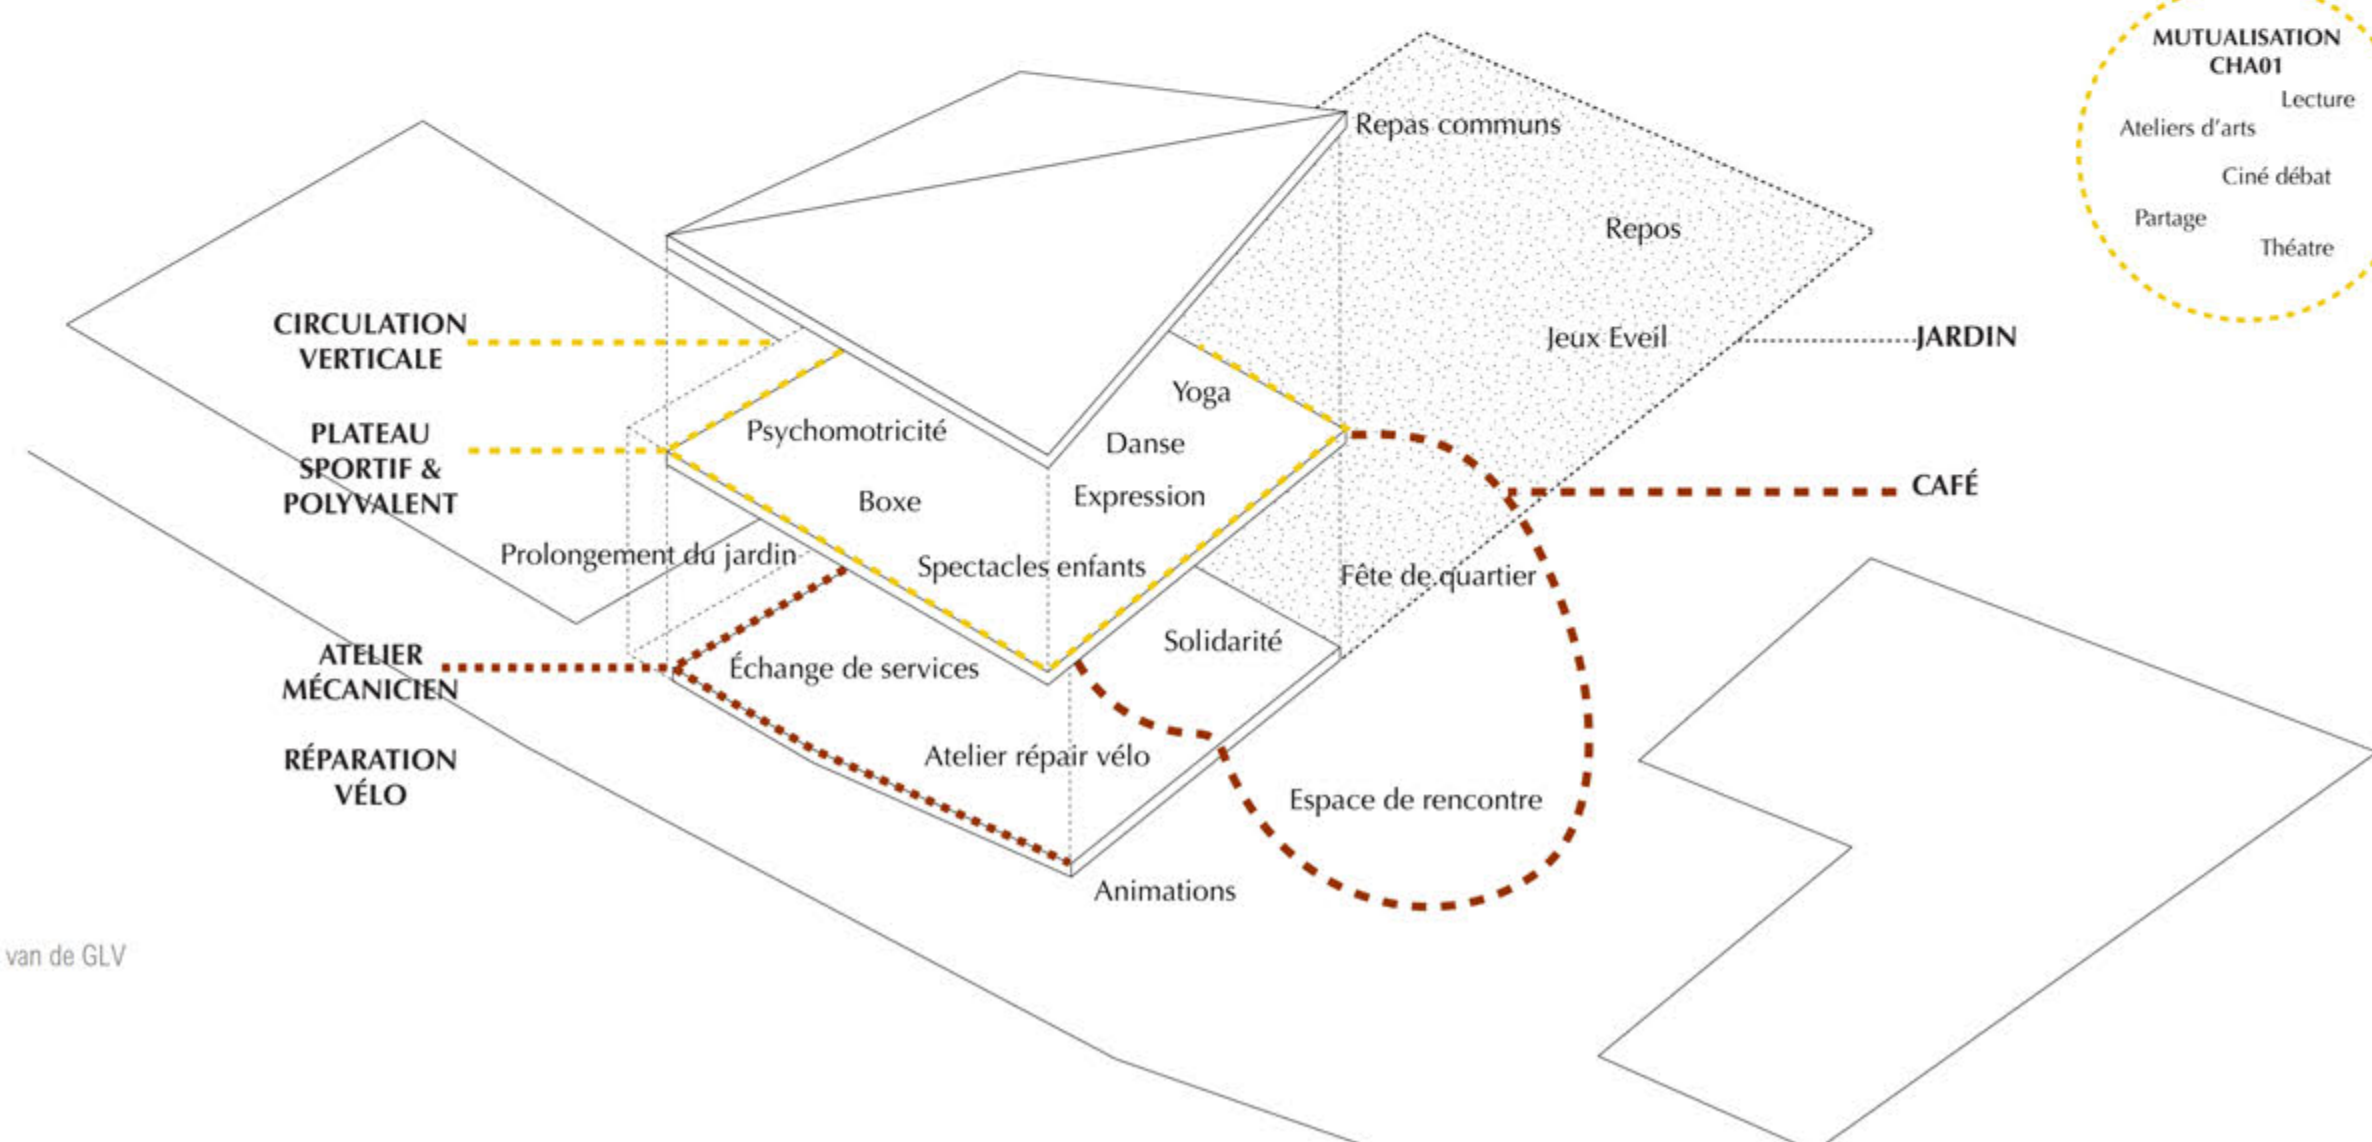 MUTUALISATION
CHA01
Lecture
Ateliers d'arts
Ciné débat
Partage
Théatre
Repas communs
Repos
Jeux Eveil
JARDIN
CIRCULATION
VERTICALE
Yoga
Psychomotricité
Danse
PLATEAU
SPORTIF &
POLYVALENT
Boxe
Expression
CAFÉ
Prolongement du jardin
Spectacles enfants
Fête de quartier
Solidarité
ATELIER
MÉCANICIEN
Échange de services
RÉPARATION
VÉLO
Atelier répair vélo
Espace de rencontre
Animations
van de GLV